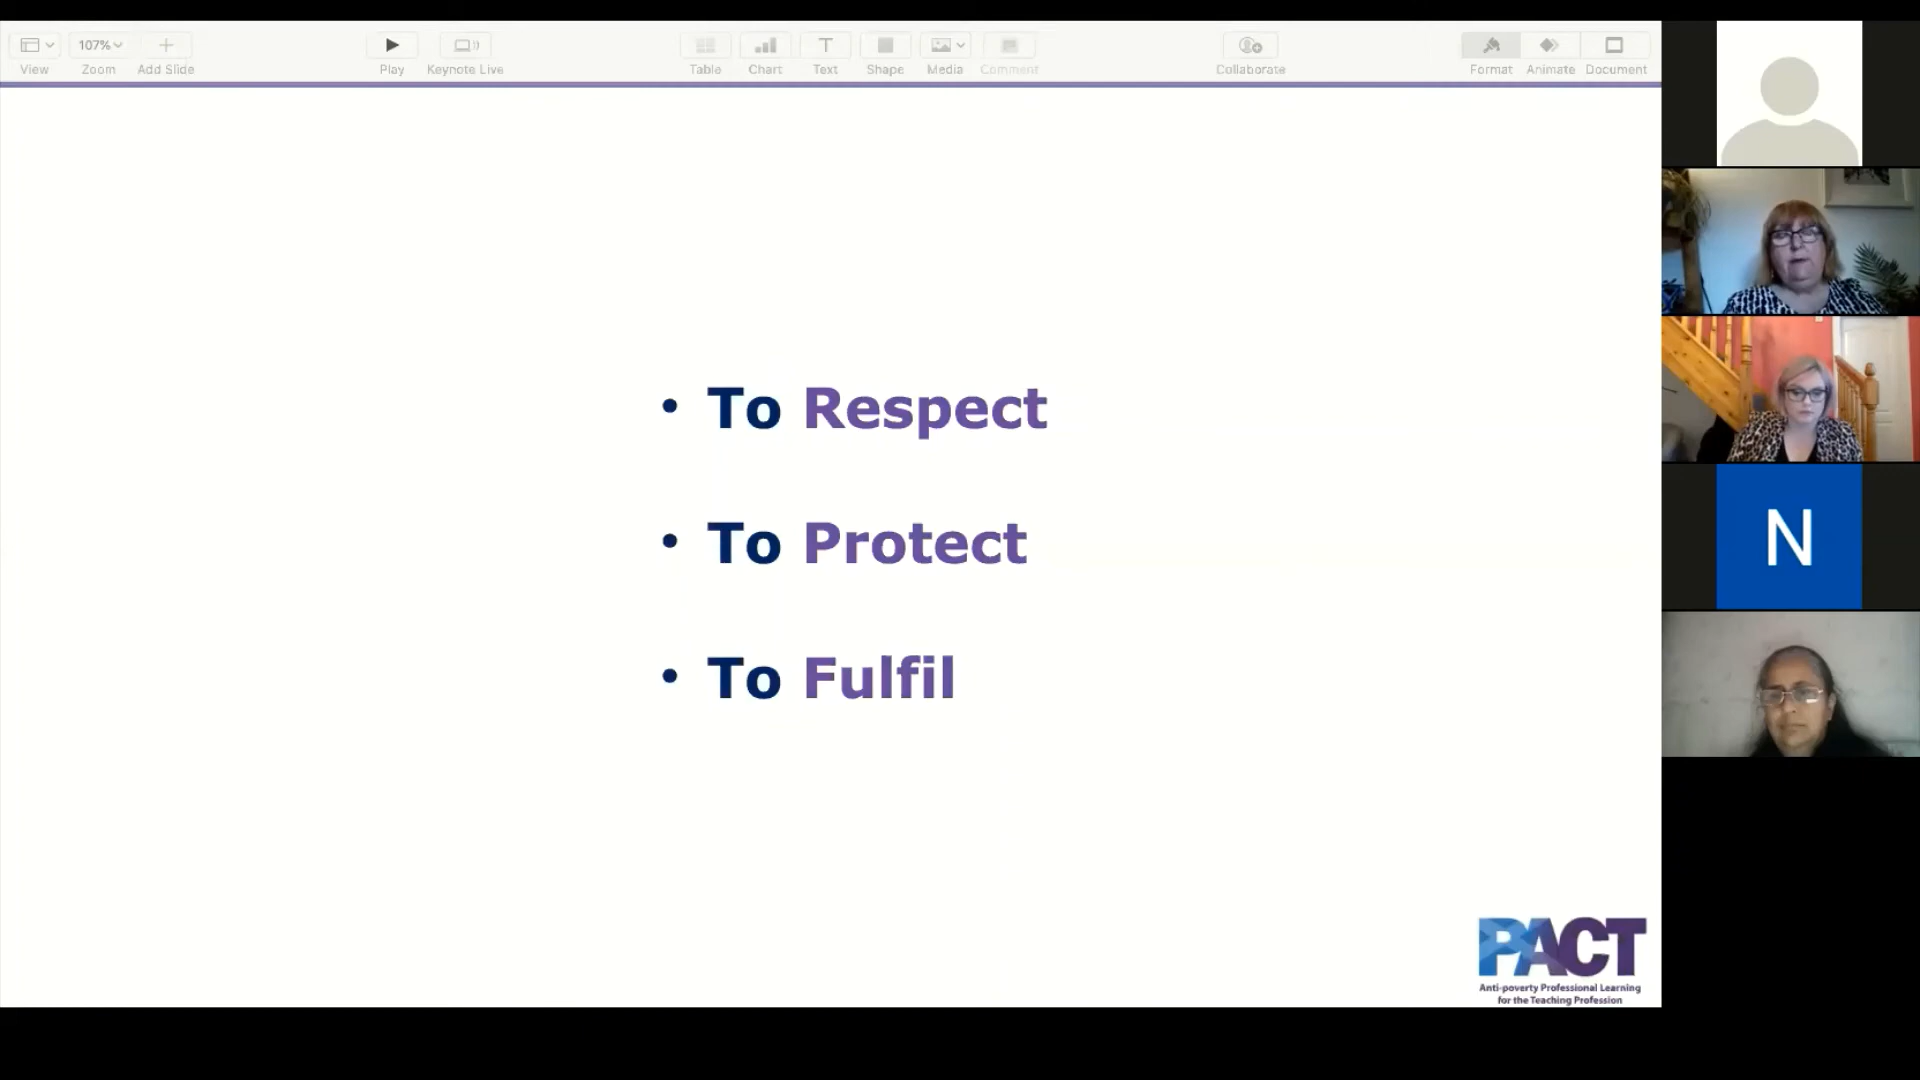 107%
View
Zoom
Add Slide
Play
Keynote Live
Table
Chart
Text
Shape
Media
Comment
Collaborate
Format
Animate
Document
• To Respect
• To Protect
• To Fulfil
N
PACT
Anti-poverty Professional Learning
for the Teaching Profession